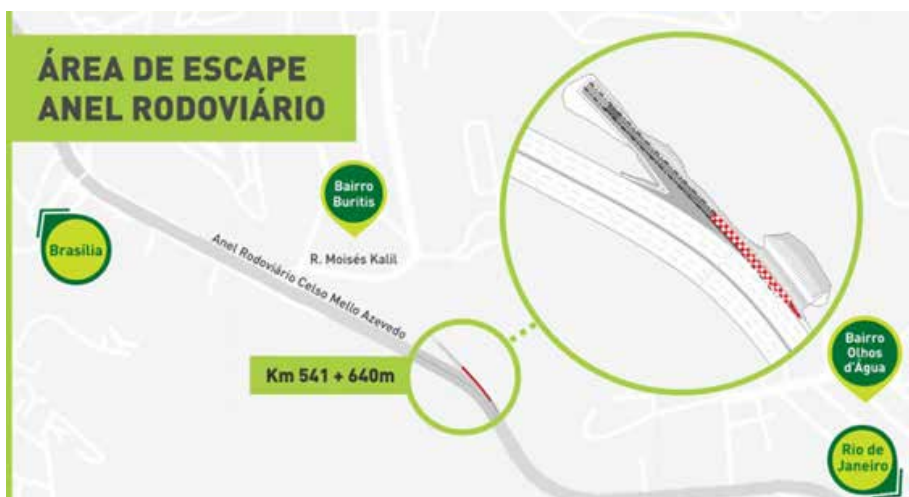 ÁREA DE ESCAPE
ANEL RODOVIÁRIO
Bairro
Buritis
Brasília
R. Moisés Kalil
Anel Rodoviário Celso Mello Azevedo
Km 541 + 640m
Bairro
Olhos
d'Água
Rio de
Janeiro